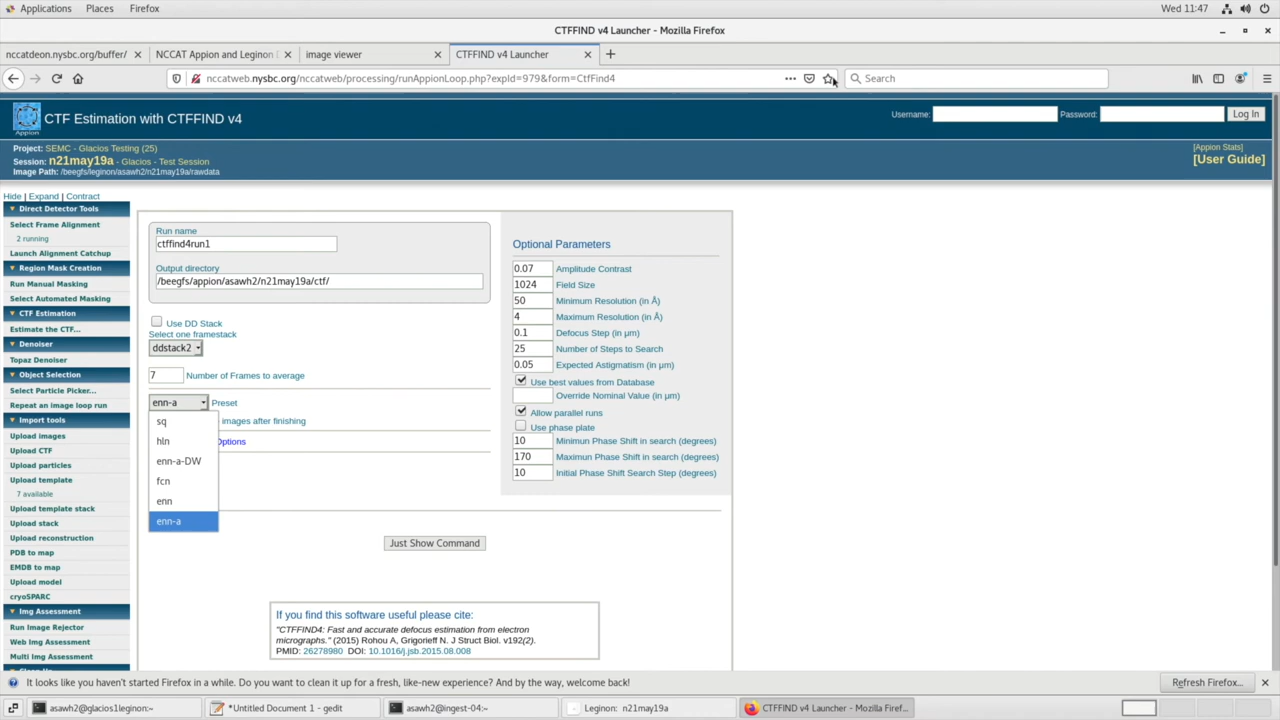 Applications Places Firefox Wed 11:47
CTFFIND v4 Launcher - Mozilla Firefox
nccatdeon.nysbc.org/buffer/ NCCAT Appion and Leginon image viewer CTFFIND v4 Launcher
nccatweb.nysbc.org/nccatweb/processing/runAppionLoop.php?expId=979&form=CtfFind4 Search
Appion CTF Estimation with CTFFIND v4 Username: Password: Log In
Project: SEMC - Glacios Testing (25) [Appion Stats]
Session: n21may19a - Glacios - Test Session [User Guide]
Image Path: /beegfs/leginon/asawh2/n21may19a/rawdata
Hide | Expand | Contract
Direct Detector Tools
Select Frame Alignment
2 running
Launch Alignment Catchup
Region Mask Creation
Run Manual Masking
Select Automated Masking
CTF Estimation
Estimate the CTF...
Denoiser
Topaz Denoiser
Object Selection
Select Particle Picker...
Repeat an image loop run
Import tools
Upload images
Upload CTF
Upload particles
Upload template
7 available
Upload template stack
Upload stack
Upload reconstruction
PDB to map
EMDB to map
Upload model
cryoSPARC
Img Assessment
Run Image Rejector
Web Img Assessment
Multi Img Assessment
Run name
ctffind4run1
Output directory
/beegfs/appion/asawh2/n21may19a/ctf/
Use DD Stack
Select one framestack
ddstack2
7 Number of Frames to average
enn-a Preset
sq
images after finishing
hln
Options
enn-a-DW
fcn
enn
enn-a
Just Show Command
Optional Parameters
0.07 Amplitude Contrast
1024 Field Size
50 Minimum Resolution (in Å)
4 Maximum Resolution (in Å)
0.1 Defocus Step (in µm)
25 Number of Steps to Search
0.05 Expected Astigmatism (in µm)
Use best values from Database
Override Nominal Value (in µm)
Allow parallel runs
Use phase plate
10 Minimun Phase Shift in search (degrees)
170 Maximun Phase Shift in search (degrees)
10 Initial Phase Shift Search Step (degrees)
If you find this software useful please cite:
"CTFFIND4: Fast and accurate defocus estimation from electron
micrographs." (2015) Rohou A, Grigorieff N. J Struct Biol. v192(2).
PMID: 26278980 DOI: 10.1016/j.jsb.2015.08.008
It looks like you haven't started Firefox in a while. Do you want to clean it up for a fresh, like-new experience? And by the way, welcome back! Refresh Firefox...
asawh2@glacios1leginon:~ *Untitled Document 1 - gedit asawh2@ingest-04:~ Leginon: n21may19a CTFFIND v4 Launcher - Mozilla Firef...